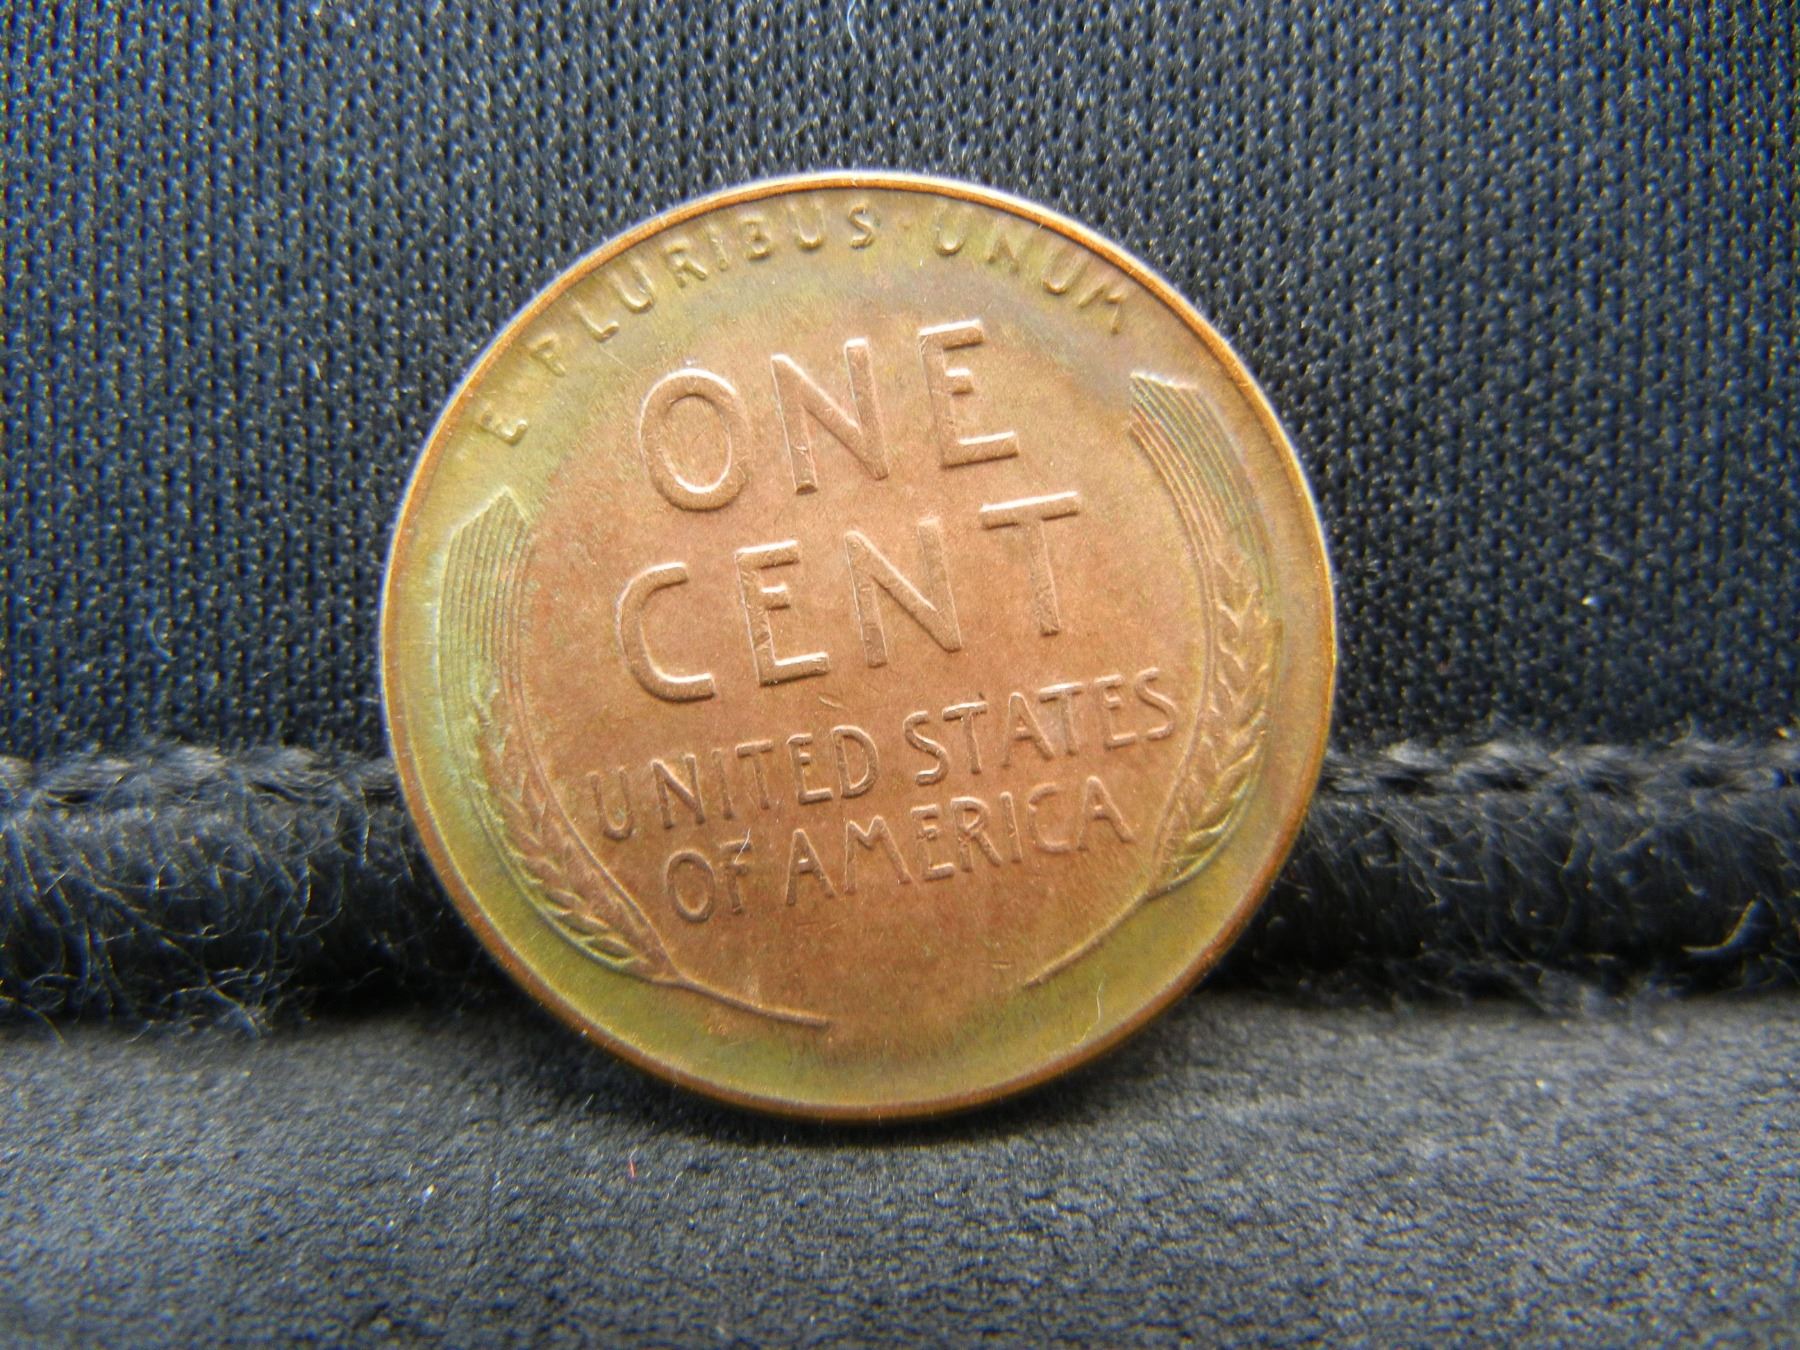 E PLURIBUS · UNUM
ONE
CENT
UNITED STATES
OF AMERICA